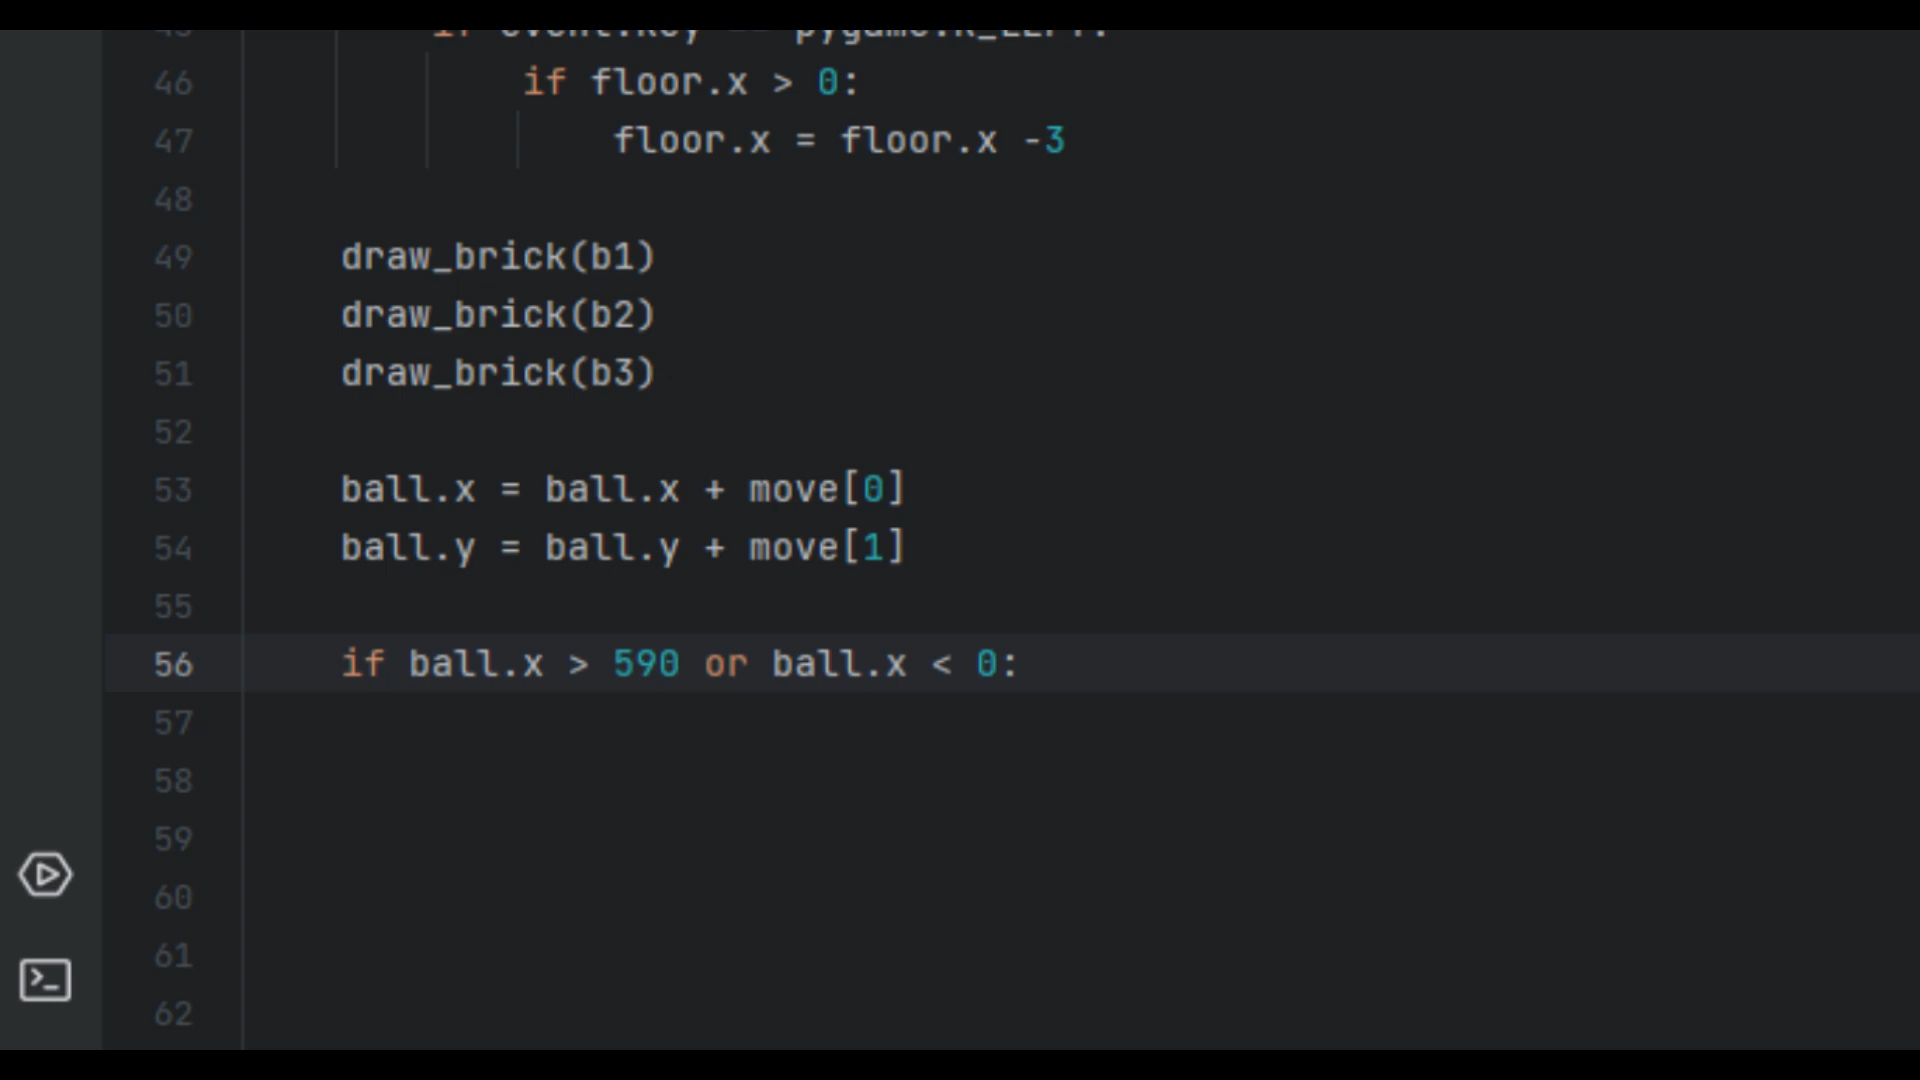 46 if floor.x > 0:
47 floor.x = floor.x -3
48
49 draw_brick(b1)
50 draw_brick(b2)
51 draw_brick(b3)
52
53 ball.x = ball.x + move[0]
54 ball.y = ball.y + move[1]
55
56 if ball.x > 590 or ball.x < 0:
57
58
59
60
61
62